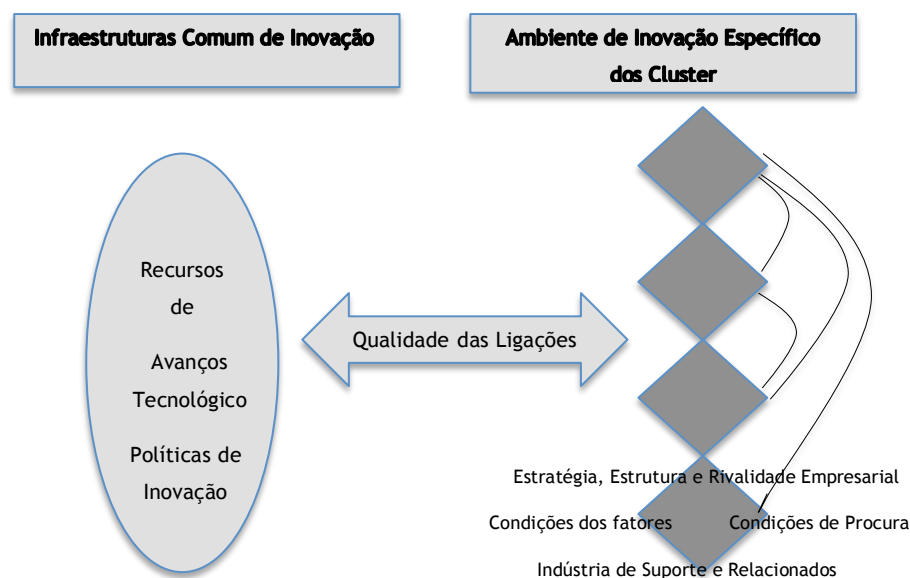 Infraestruturas Comum de Inovação
Ambiente de Inovação Específico
dos Cluster
Recursos
de
Avanços
Tecnológico
Políticas de
Inovação
Qualidade das Ligações
Estratégia, Estrutura e Rivalidade Empresarial
Condições dos fatores
Condições de Procura
Indústria de Suporte e Relacionados